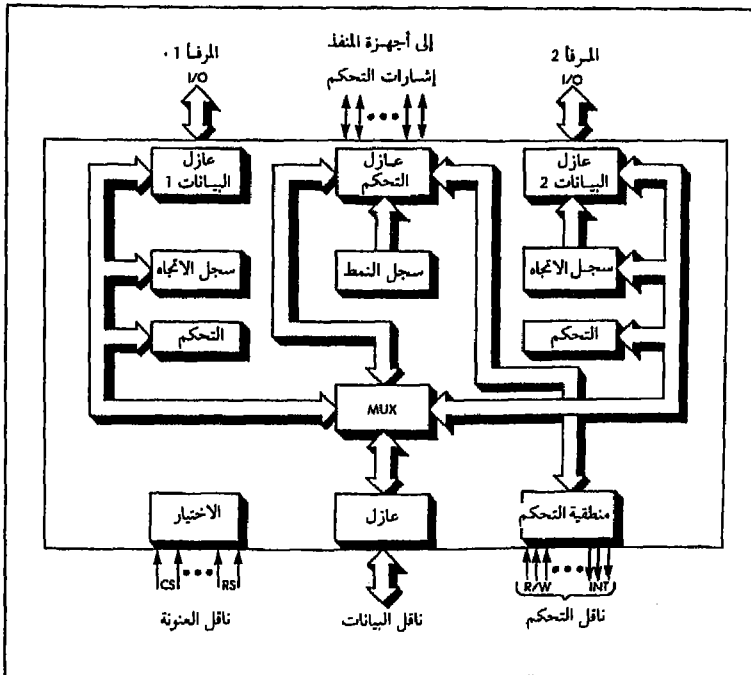 المرفأ 1
I/O
إلى أجهزة المنفذ
إشارات التحكم
المرفأ 2
I/O
عازل
البيانات 1
عازل
التحكم
عازل
البيانات 2
سجل الاتجاه
سجل النمط
سجل الاتجاه
التحكم
التحكم
MUX
الاختيار
عازل
منطقية التحكم
CS
RS
R/W
INT
ناقل العنونة
ناقل البيانات
ناقل التحكم